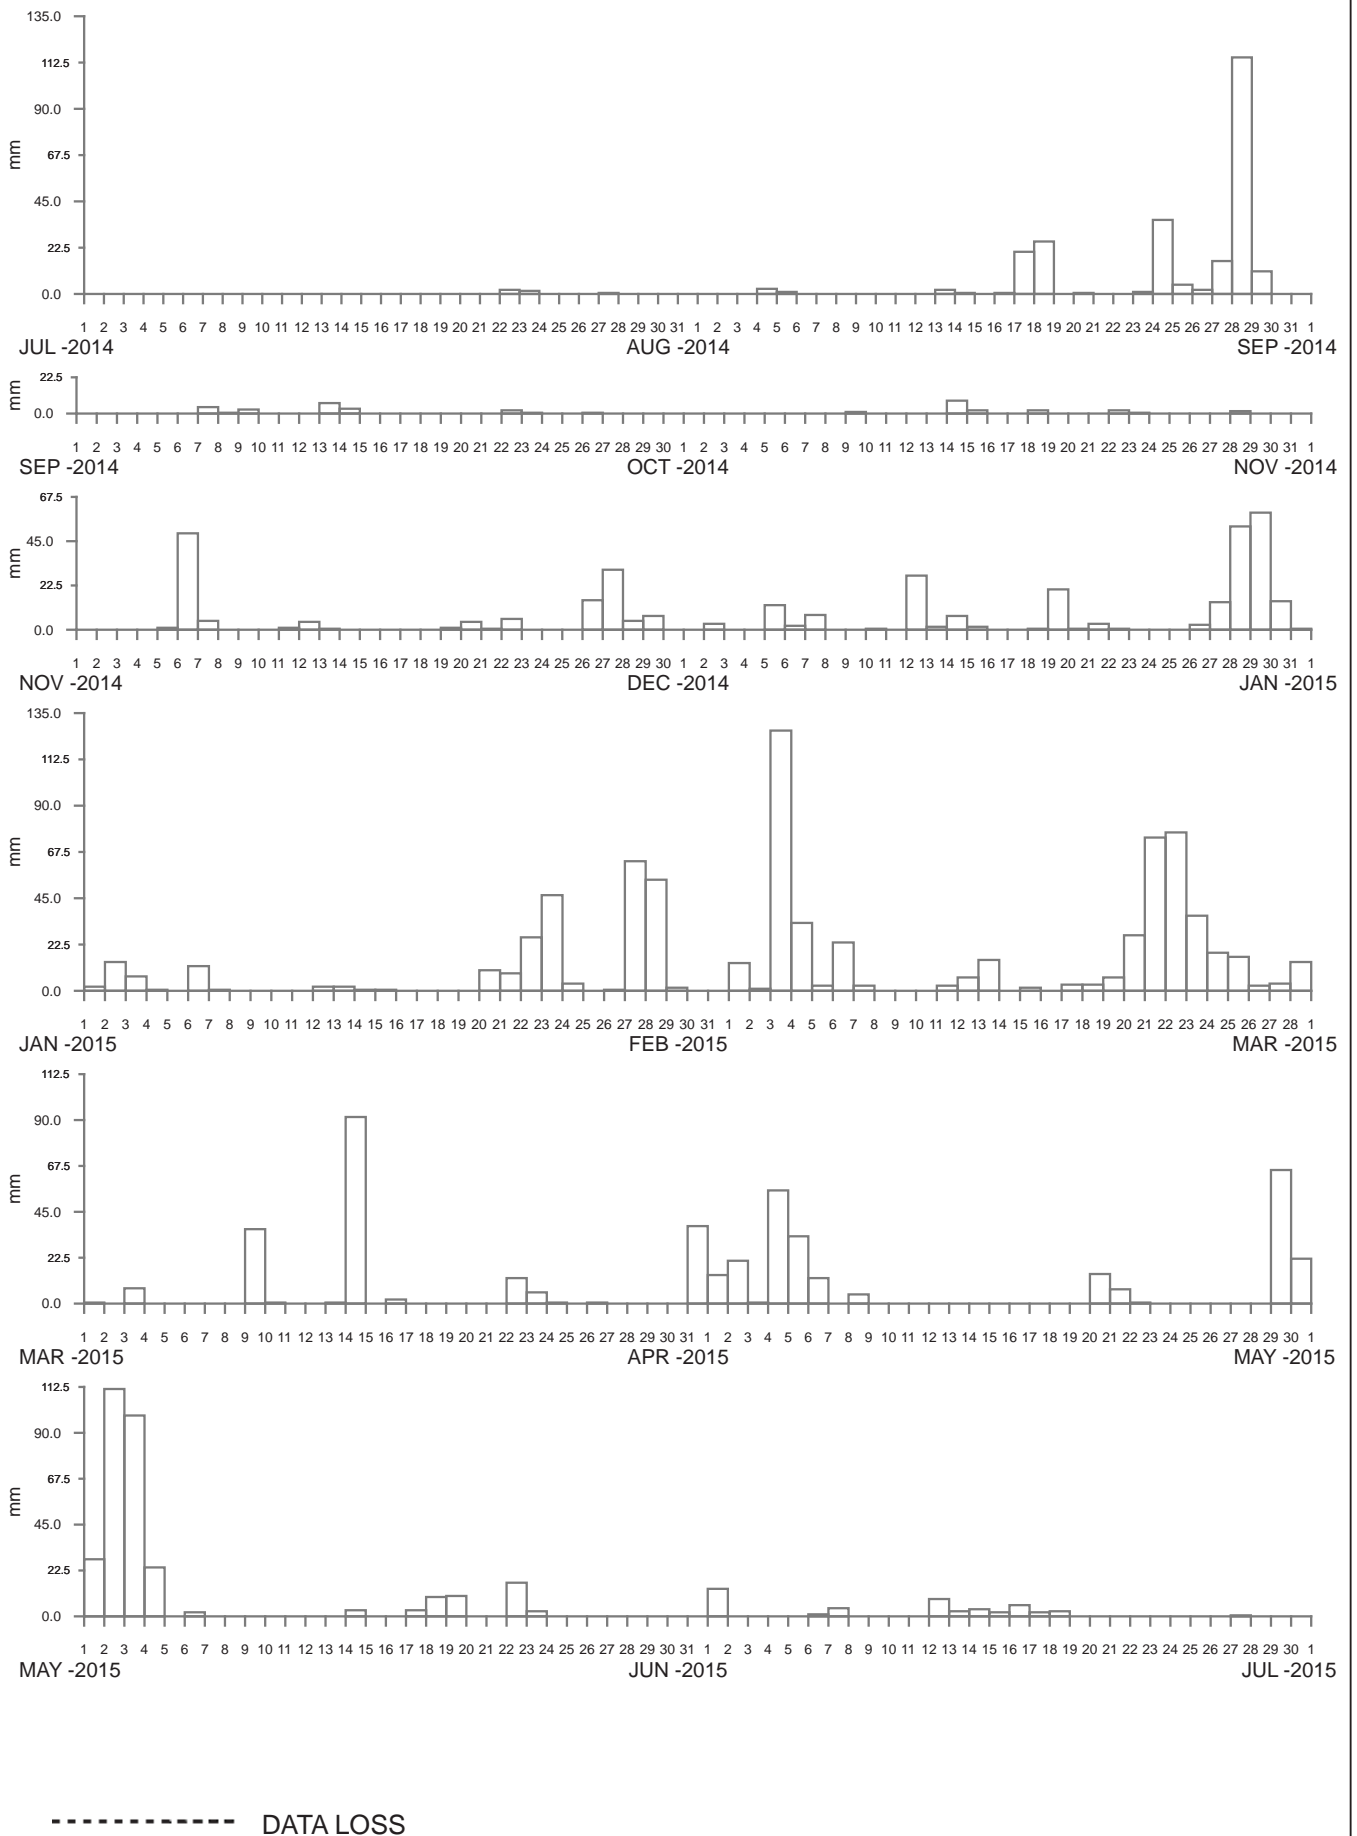 135.0
112.5
90.0
67.5
45.0
22.5
0.0
mm
1 2 3 4 5 6 7 8 9 10 11 12 13 14 15 16 17 18 19 20 21 22 23 24 25 26 27 28 29 30 31 1 2 3 4 5 6 7 8 9 10 11 12 13 14 15 16 17 18 19 20 21 22 23 24 25 26 27 28 29 30 31 1
JUL -2014 AUG -2014 SEP -2014
22.5
0.0
mm
1 2 3 4 5 6 7 8 9 10 11 12 13 14 15 16 17 18 19 20 21 22 23 24 25 26 27 28 29 30 1 2 3 4 5 6 7 8 9 10 11 12 13 14 15 16 17 18 19 20 21 22 23 24 25 26 27 28 29 30 31 1
SEP -2014 OCT -2014 NOV -2014
67.5
45.0
22.5
0.0
mm
1 2 3 4 5 6 7 8 9 10 11 12 13 14 15 16 17 18 19 20 21 22 23 24 25 26 27 28 29 30 1 2 3 4 5 6 7 8 9 10 11 12 13 14 15 16 17 18 19 20 21 22 23 24 25 26 27 28 29 30 31 1
NOV -2014 DEC -2014 JAN -2015
135.0
112.5
90.0
67.5
45.0
22.5
0.0
mm
1 2 3 4 5 6 7 8 9 10 11 12 13 14 15 16 17 18 19 20 21 22 23 24 25 26 27 28 29 30 31 1 2 3 4 5 6 7 8 9 10 11 12 13 14 15 16 17 18 19 20 21 22 23 24 25 26 27 28 1
JAN -2015 FEB -2015 MAR -2015
112.5
90.0
67.5
45.0
22.5
0.0
mm
1 2 3 4 5 6 7 8 9 10 11 12 13 14 15 16 17 18 19 20 21 22 23 24 25 26 27 28 29 30 31 1 2 3 4 5 6 7 8 9 10 11 12 13 14 15 16 17 18 19 20 21 22 23 24 25 26 27 28 29 30 1
MAR -2015 APR -2015 MAY -2015
112.5
90.0
67.5
45.0
22.5
0.0
mm
1 2 3 4 5 6 7 8 9 10 11 12 13 14 15 16 17 18 19 20 21 22 23 24 25 26 27 28 29 30 31 1 2 3 4 5 6 7 8 9 10 11 12 13 14 15 16 17 18 19 20 21 22 23 24 25 26 27 28 29 30 1
MAY -2015 JUN -2015 JUL -2015
DATA LOSS